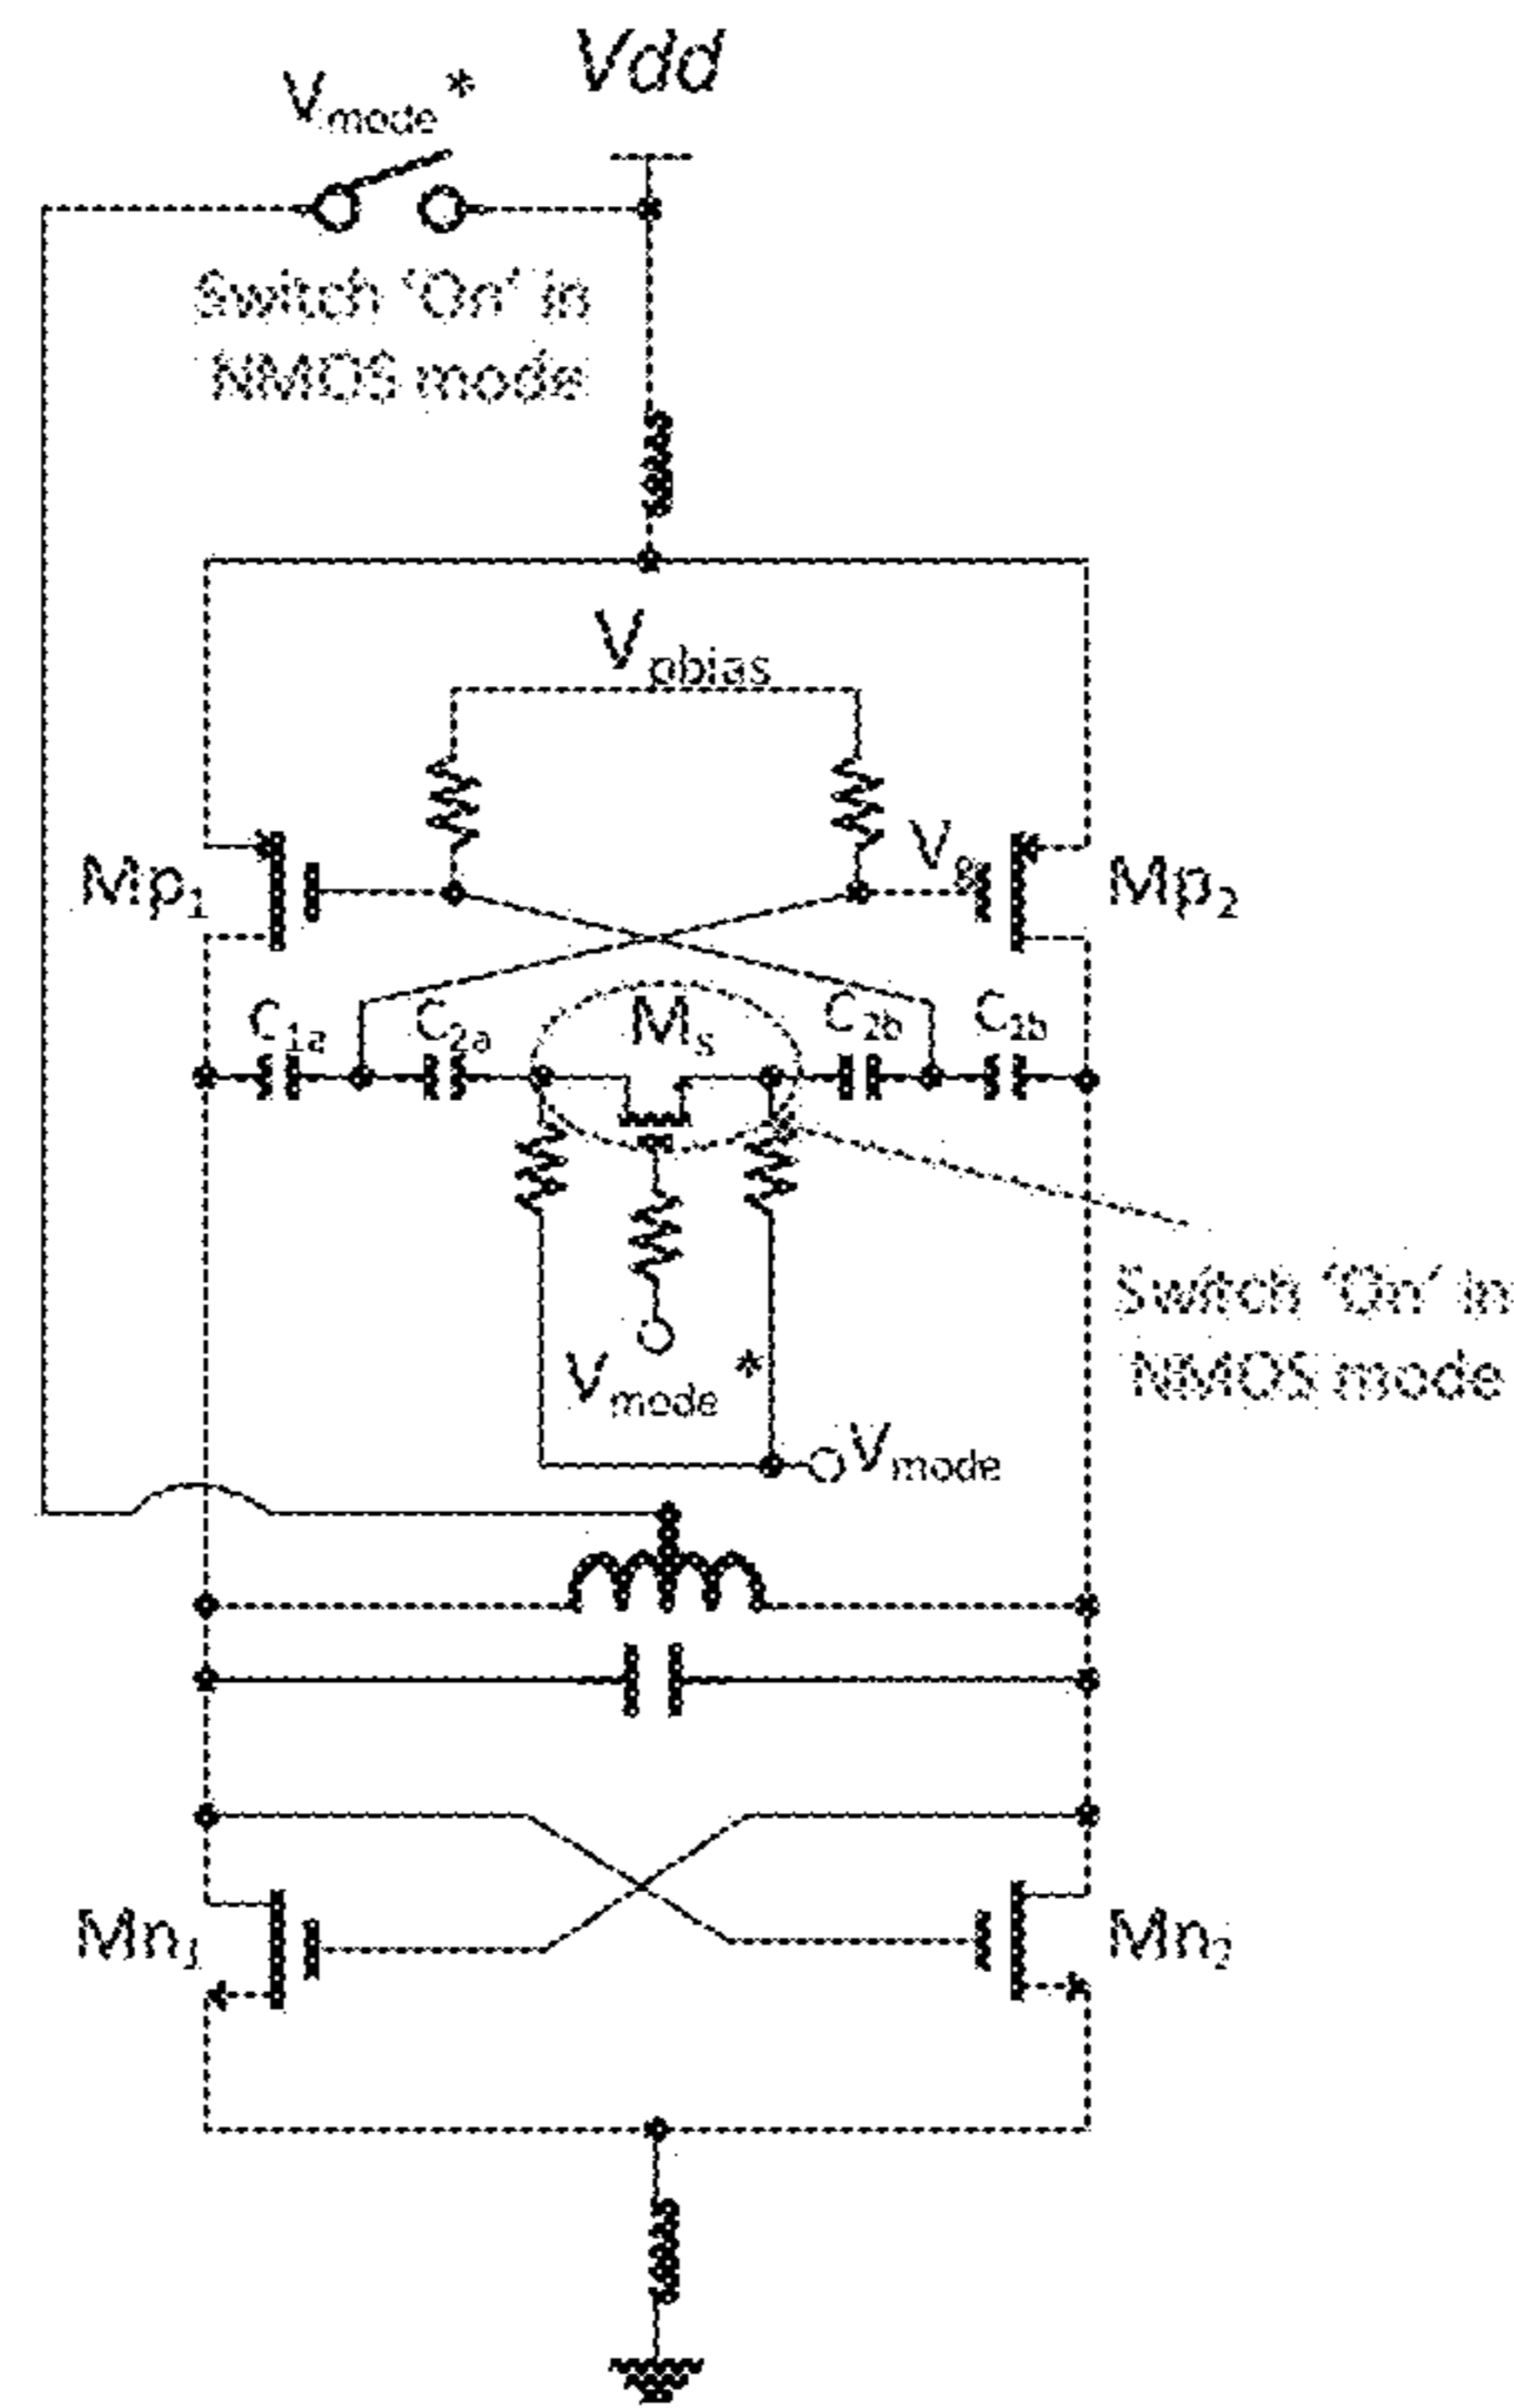 Vdd
Vmode*
Switch ‘On’ in
NMOS mode
Vpbias
Vg
Mp1
Mp2
C1a
C2a
Ms
C2b
C1b
Switch ‘On’ in
NMOS mode
Vmode*
Vmode
Mn1
Mn2